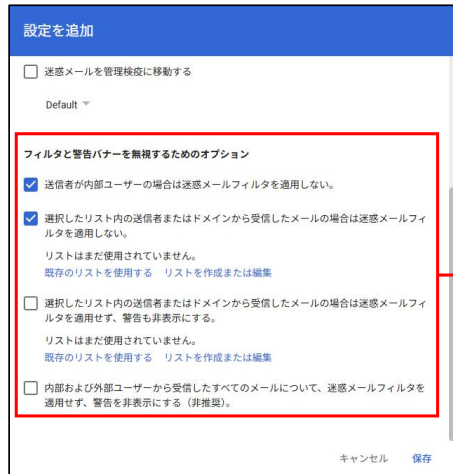 設定を追加
迷惑メールを管理検疫に移動する
Default
フィルタと警告バナーを無視するためのオプション
送信者が内部ユーザーの場合は迷惑メールフィルタを適用しない。
選択したリスト内の送信者またはドメインから受信したメールの場合は迷惑メールフィ
ルタを適用しない。
リストはまだ使用されていません。
既存のリストを使用する リストを作成または編集
選択したリスト内の送信者またはドメインから受信したメールの場合は迷惑メールフィ
ルタを適用せず、警告も非表示にする。
リストはまだ使用されていません。
既存のリストを使用する リストを作成または編集
内部および外部ユーザーから受信したすべてのメールについて、迷惑メールフィルタを
適用せず、警告を非表示にする（非推奨）。
キャンセル 保存